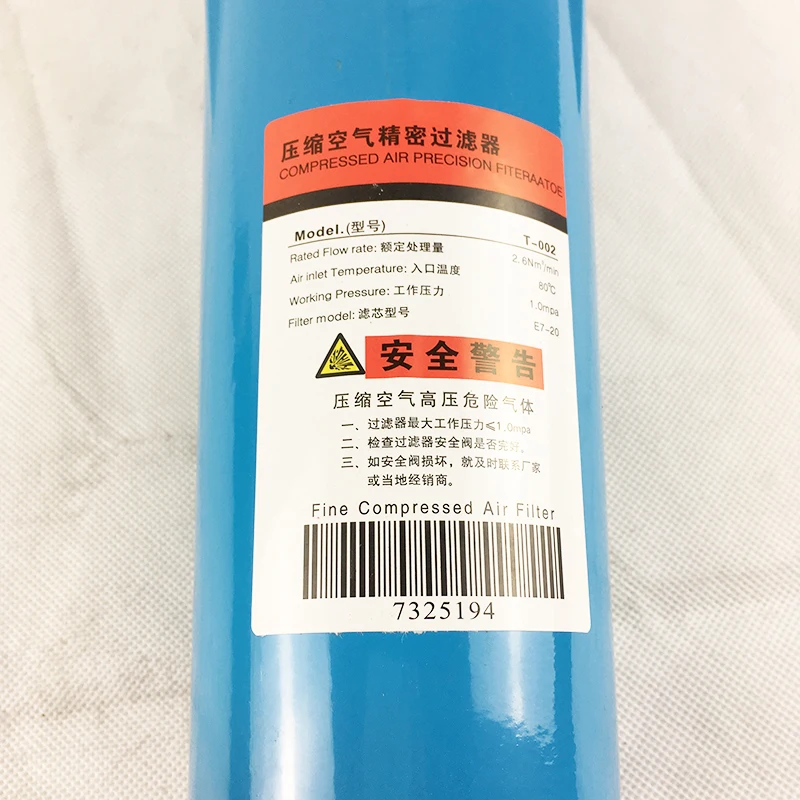 压缩空气精密过滤器
COMPRESSED AIR PRECISION FITERAATOE
Model.(型号) T-002
Rated Flow rate: 额定处理量 2.6Nm³/min
Air inlet Temperature: 入口温度 80℃
Working Pressure: 工作压力 1.0mpa
Filter model: 滤芯型号 E7-20
安全警告
压缩空气高压危险气体
一、过滤器最大工作压力≤1.0mpa
二、检查过滤器安全阀是否完好。
三、如安全阀损坏，就及时联系厂家
或当地经销商。
Fine Compressed Air Filter
7325194